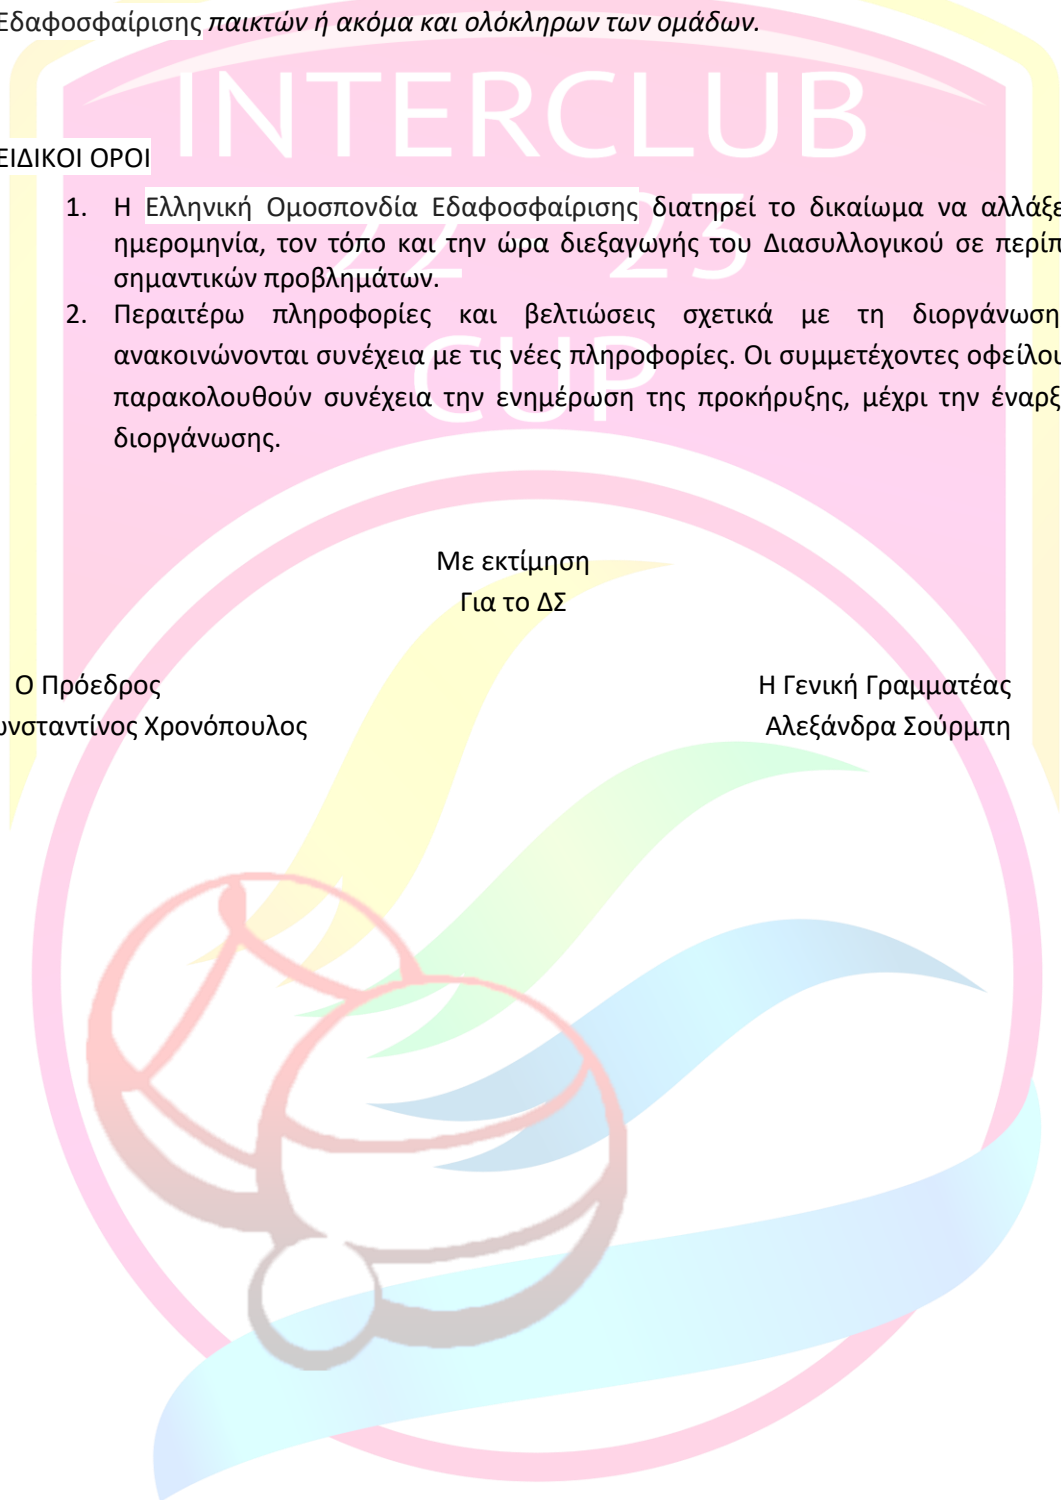 Εδαφοσφαίρισης παικτών ή ακόμα και ολόκληρων των ομάδων.
INTERCLUB
ΕΙΔΙΚΟΙ ΟΡΟΙ
1. Η Ελληνική Ομοσπονδία Εδαφοσφαίρισης διατηρεί το δικαίωμα να αλλάξε
22 23
ημερομηνία, τον τόπο και την ώρα διεξαγωγής του Διασυλλογικού σε περίπ
σημαντικών προβλημάτων.
2. Περαιτέρω πληροφορίες και βελτιώσεις σχετικά με τη διοργάνωση
ανακοινώνονται συνέχεια με τις νέες πληροφορίες. Οι συμμετέχοντες οφείλου
CUP
παρακολουθούν συνέχεια την ενημέρωση της προκήρυξης, μέχρι την έναρξ
διοργάνωσης.
Με εκτίμηση
Για το ΔΣ
Ο Πρόεδρος
Η Γενική Γραμματέας
ωνσταντίνος Χρονόπουλος
Αλεξάνδρα Σούρμπη